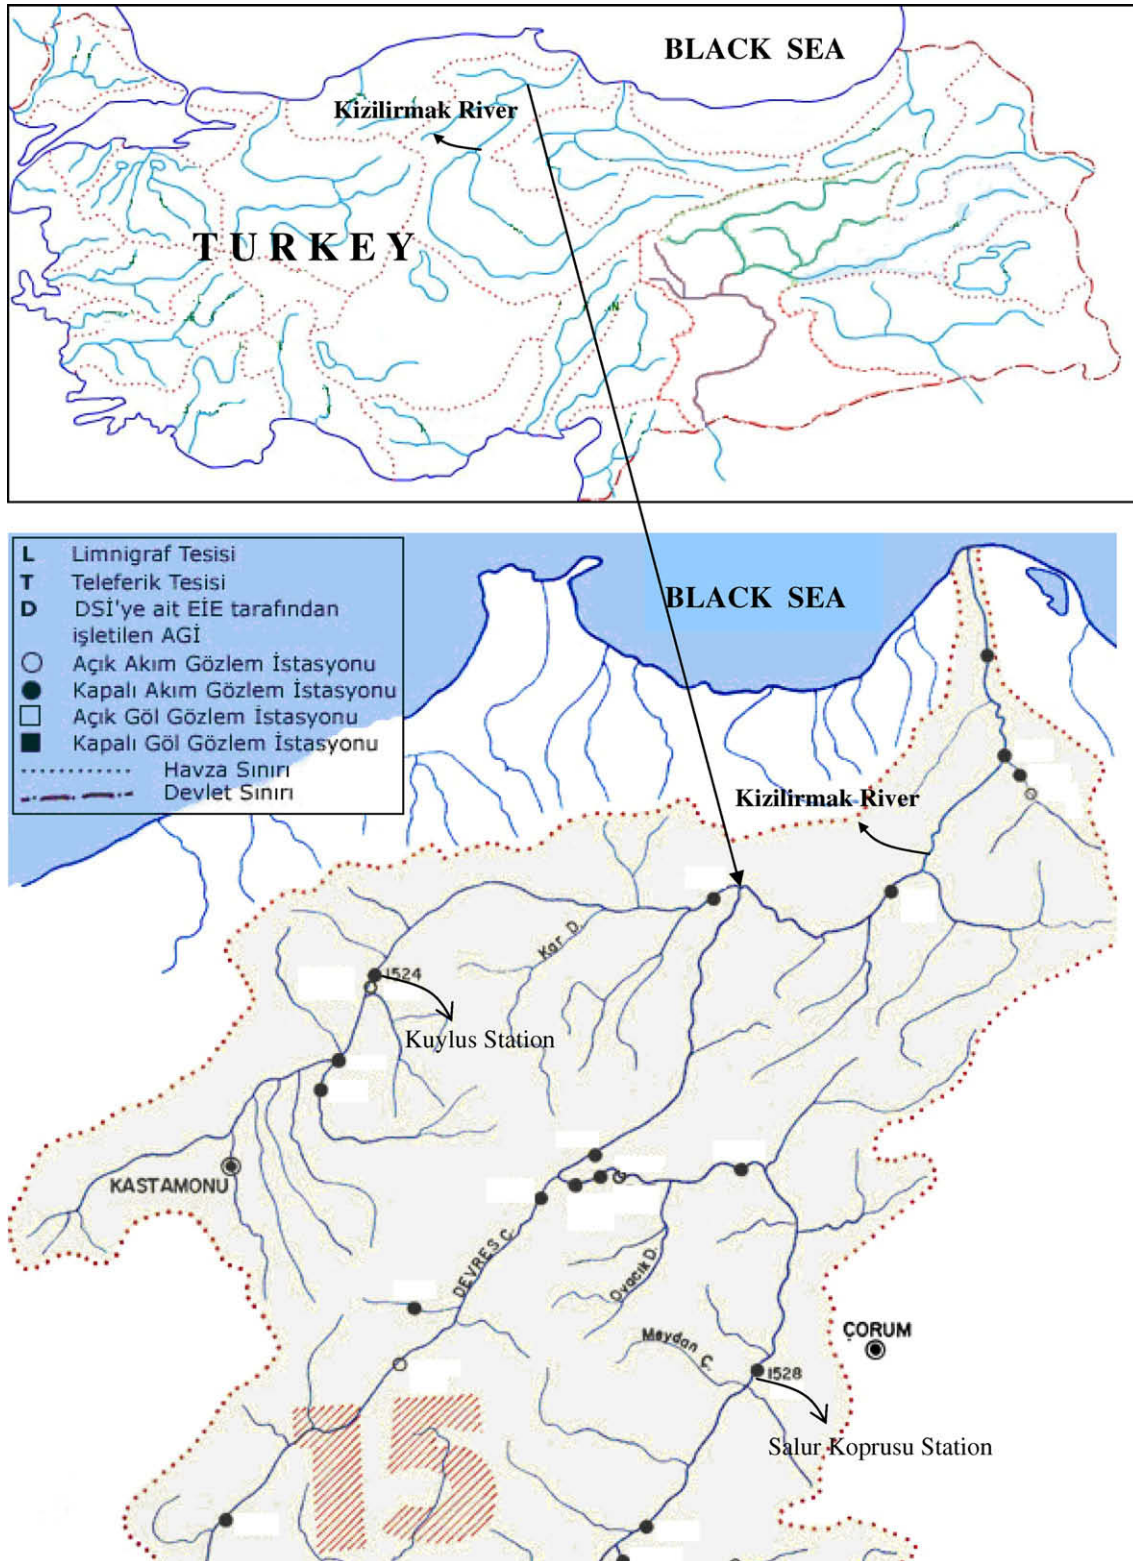 BLACK SEA
Kizilirmak River
TURKEY
L Limnigraf Tesisi
T Teleferik Tesisi
D DSİ'ye ait EİE tarafından
işletilen AGİ
Açık Akım Gözlem İstasyonu
Kapalı Akım Gözlem İstasyonu
Açık Göl Gözlem İstasyonu
Kapalı Göl Gözlem İstasyonu
Havza Sınırı
Devlet Sınırı
BLACK SEA
Kizilirmak River
Kar D.
1524
Kuylus Station
KASTAMONU
DEVRES Ç.
Ovacık D.
Meydan Ç.
ÇORUM
1528
Salur Koprusu Station
15